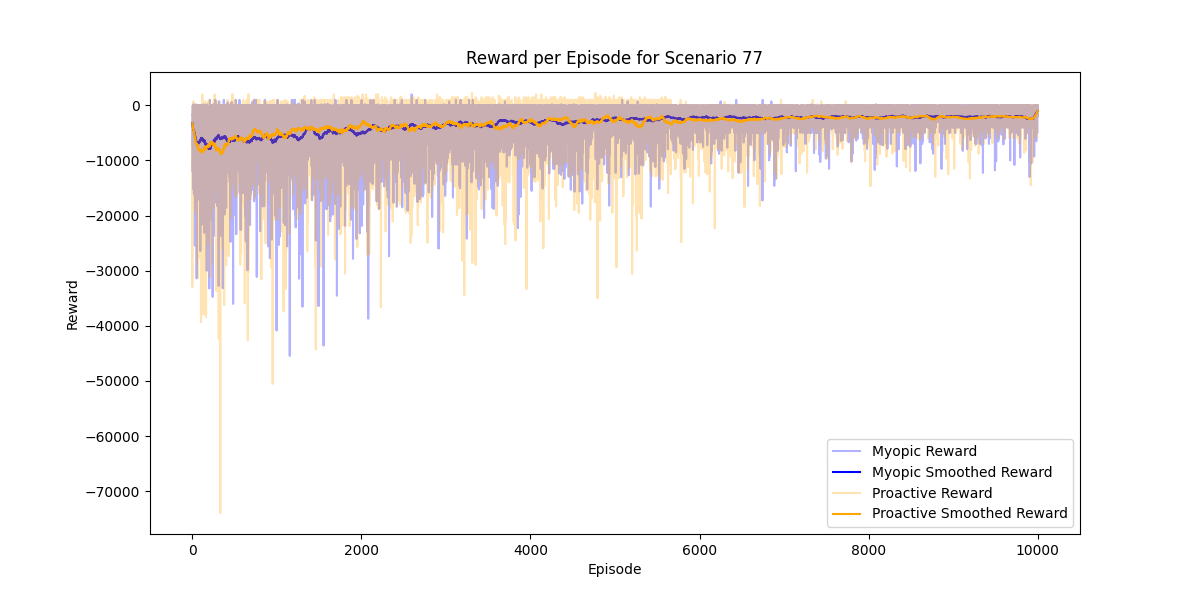 Reward per Episode for Scenario 77
Reward
0
−10000
−20000
−30000
−40000
−50000
−60000
−70000
0 2000 4000 6000 8000 10000
Episode
Myopic Reward
Myopic Smoothed Reward
Proactive Reward
Proactive Smoothed Reward